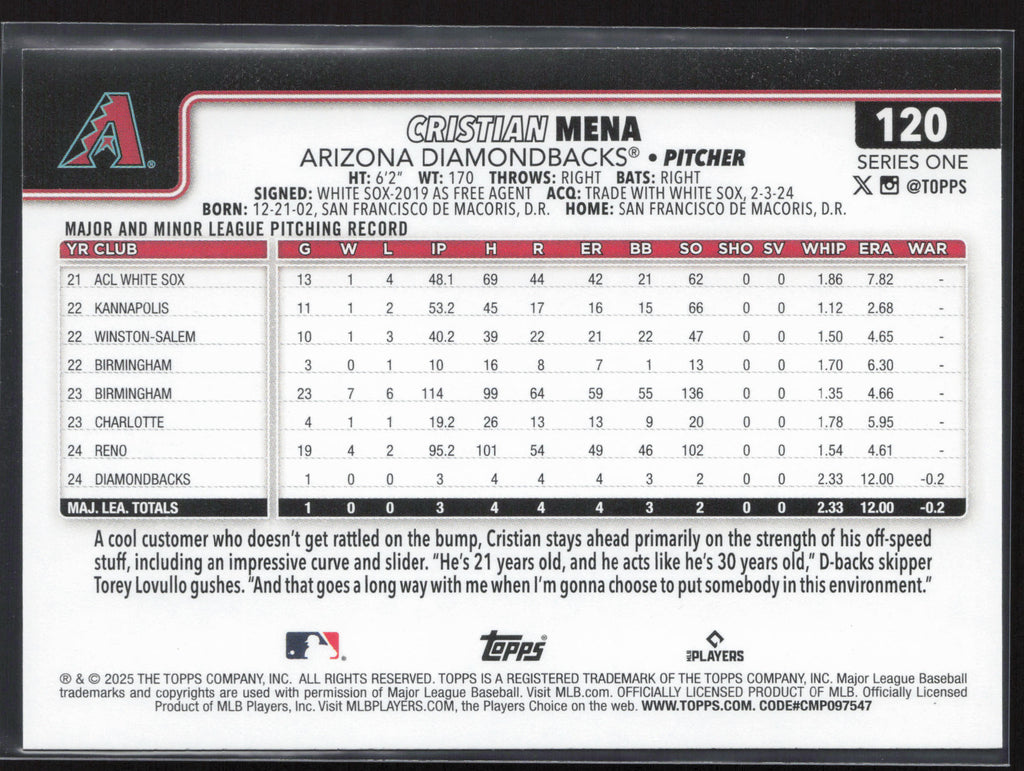 120
CRISTIAN MENA
ARIZONA DIAMONDBACKS® • PITCHER
SERIES ONE
@TOPPS
HT: 6'2" WT: 170 THROWS: RIGHT BATS: RIGHT
SIGNED: WHITE SOX-2019 AS FREE AGENT ACQ: TRADE WITH WHITE SOX, 2-3-24
BORN: 12-21-02, SAN FRANCISCO DE MACORIS, D.R. HOME: SAN FRANCISCO DE MACORIS, D.R.
MAJOR AND MINOR LEAGUE PITCHING RECORD
YR CLUB G W L IP H R ER BB SO SHO SV WHIP ERA WAR
21 ACL WHITE SOX 13 1 4 48.1 69 44 42 21 62 0 0 1.86 7.82 -
22 KANNAPOLIS 11 1 2 53.2 45 17 16 15 66 0 0 1.12 2.68 -
22 WINSTON-SALEM 10 1 3 40.2 39 22 21 22 47 0 0 1.50 4.65 -
22 BIRMINGHAM 3 0 1 10 16 8 7 1 13 0 0 1.70 6.30 -
23 BIRMINGHAM 23 7 6 114 99 64 59 55 136 0 0 1.35 4.66 -
23 CHARLOTTE 4 1 1 19.2 26 13 13 9 20 0 0 1.78 5.95 -
24 RENO 19 4 2 95.2 101 54 49 46 102 0 0 1.54 4.61 -
24 DIAMONDBACKS 1 0 0 3 4 4 4 3 2 0 0 2.33 12.00 -0.2
MAJ. LEA. TOTALS 1 0 0 3 4 4 4 3 2 0 0 2.33 12.00 -0.2
A cool customer who doesn't get rattled on the bump, Cristian stays ahead primarily on the strength of his off-speed
stuff, including an impressive curve and slider. "He's 21 years old, and he acts like he's 30 years old," D-backs skipper
Torey Lovullo gushes. "And that goes a long way with me when I'm gonna choose to put somebody in this environment."
Topps®
MLB PLAYERS
® & © 2025 THE TOPPS COMPANY, INC. ALL RIGHTS RESERVED. TOPPS IS A REGISTERED TRADEMARK OF THE TOPPS COMPANY, INC. Major League Baseball
trademarks and copyrights are used with permission of Major League Baseball. Visit MLB.com. OFFICIALLY LICENSED PRODUCT OF MLB. Officially Licensed
Product of MLB Players, Inc. Visit MLBPLAYERS.COM, the Players Choice on the web. WWW.TOPPS.COM. CODE#CMP097547